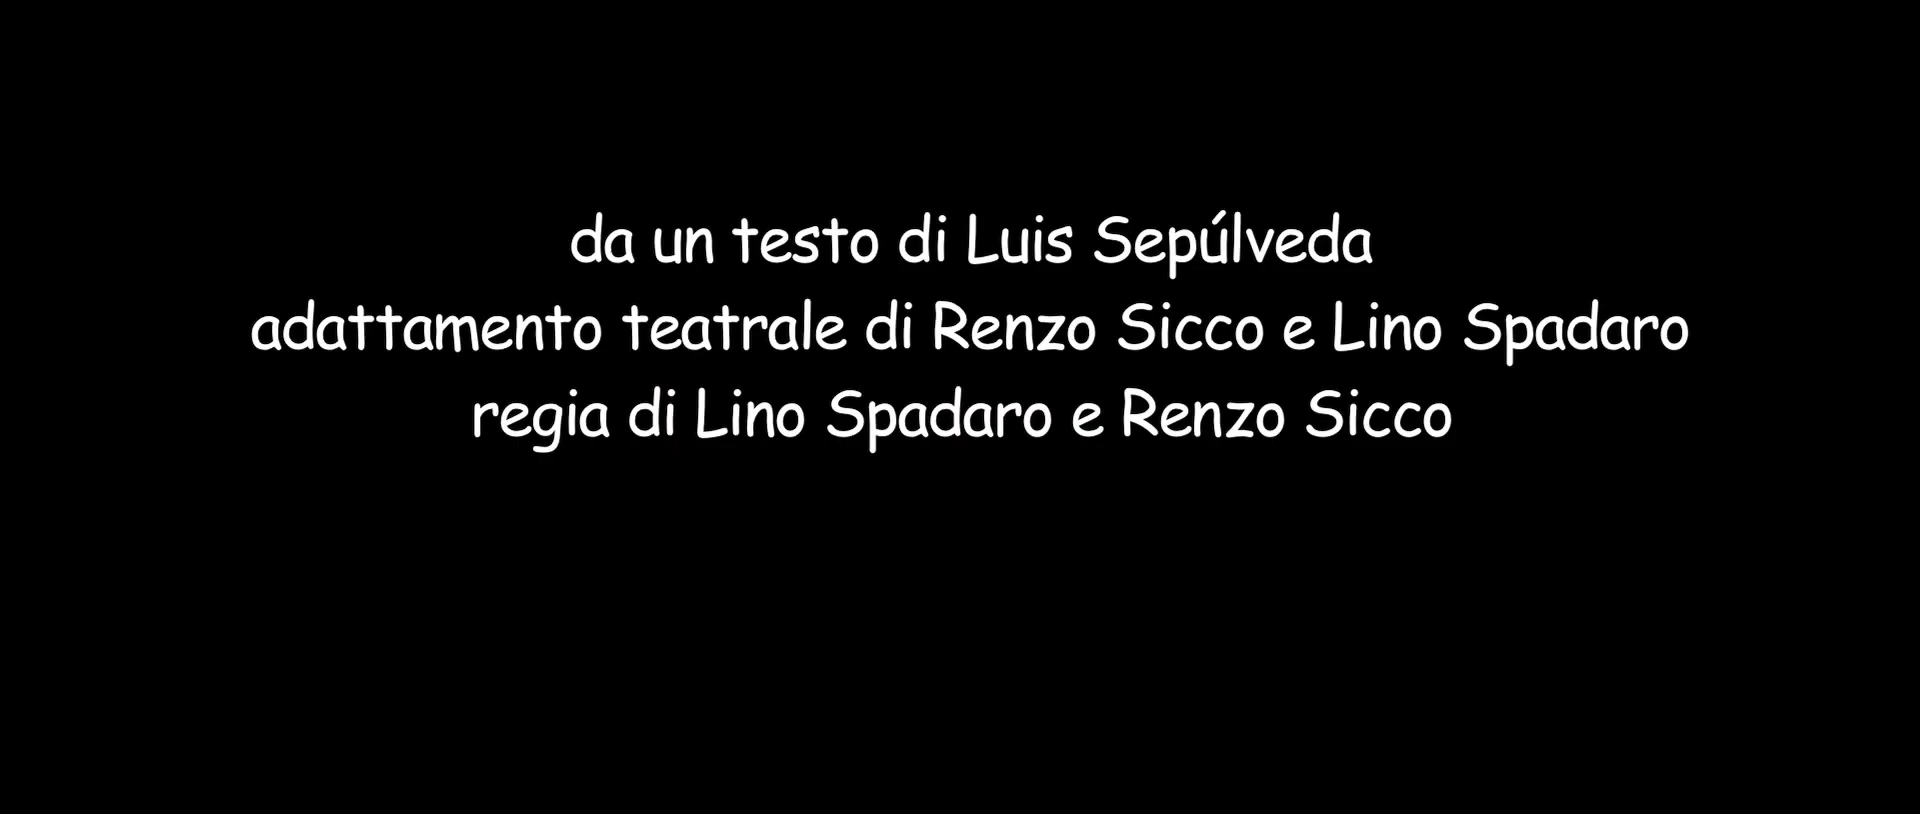 da un testo di Luis Sepúlveda
adattamento teatrale di Renzo Sicco e Lino Spadaro
regia di Lino Spadaro e Renzo Sicco